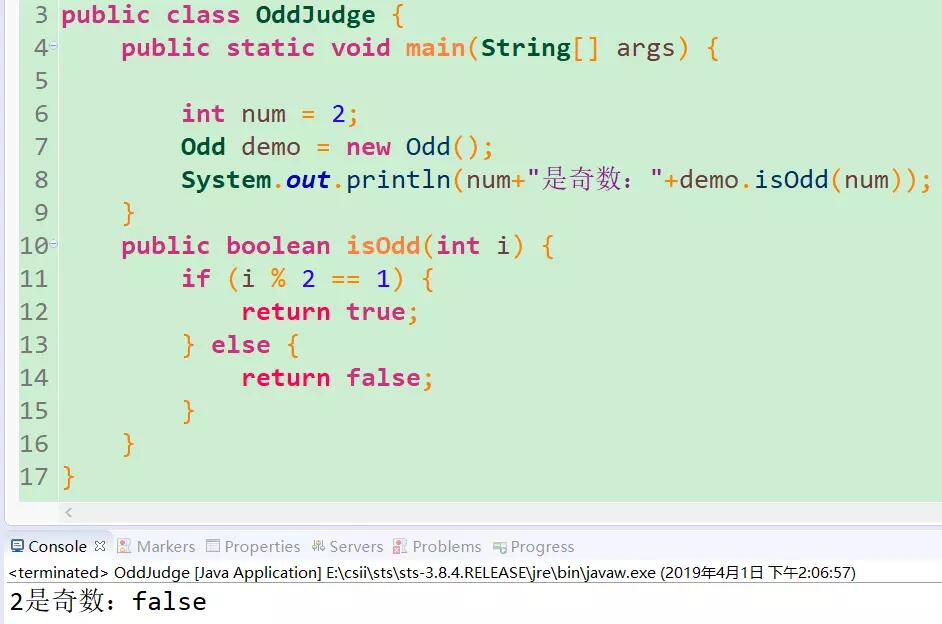 3 public class OddJudge {
4 public static void main(String[] args) {
5
6 int num = 2;
7 Odd demo = new Odd();
8 System.out.println(num+"是奇数："+demo.isOdd(num));
9 }
10 public boolean isOdd(int i) {
11 if (i % 2 == 1) {
12 return true;
13 } else {
14 return false;
15 }
16 }
17 }
Console Markers Properties Servers Problems Progress
<terminated> OddJudge [Java Application] E:\csii\sts\sts-3.8.4.RELEASE\jre\bin\javaw.exe (2019年4月1日 下午2:06:57)
2是奇数：false